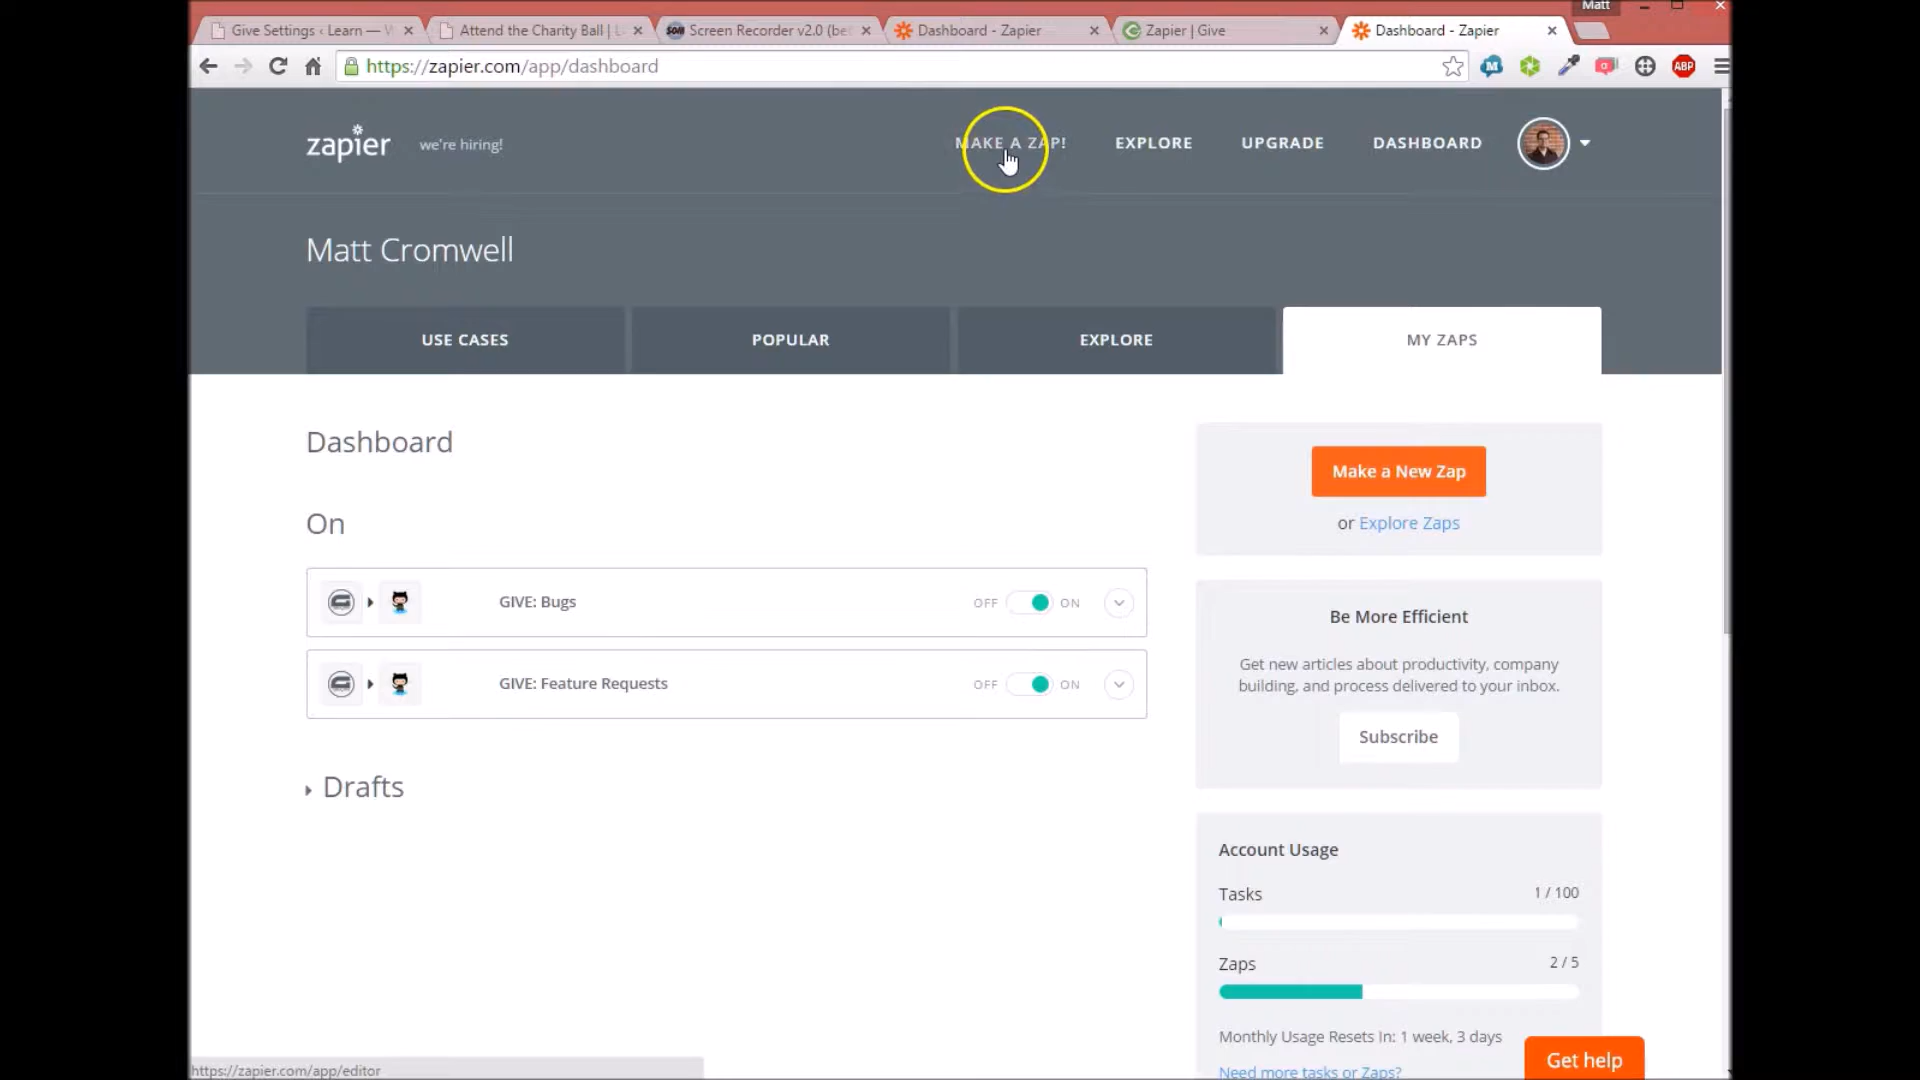 Matt
Give Settings ‹ Learn — W
Attend the Charity Ball | L
Screen Recorder v2.0 (be
Dashboard - Zapier
Zapier | Give
Dashboard - Zapier
https://zapier.com/app/dashboard
ABP
zapier
we're hiring!
MAKE A ZAP!
EXPLORE
UPGRADE
DASHBOARD
Matt Cromwell
USE CASES
POPULAR
EXPLORE
MY ZAPS
Dashboard
Make a New Zap
or Explore Zaps
On
GIVE: Bugs
OFF ON
GIVE: Feature Requests
OFF ON
Drafts
Be More Efficient
Get new articles about productivity, company
building, and process delivered to your inbox.
Subscribe
Account Usage
Tasks 1 / 100
Zaps 2 / 5
Monthly Usage Resets In: 1 week, 3 days
Need more tasks or Zaps?
Get help
https://zapier.com/app/editor